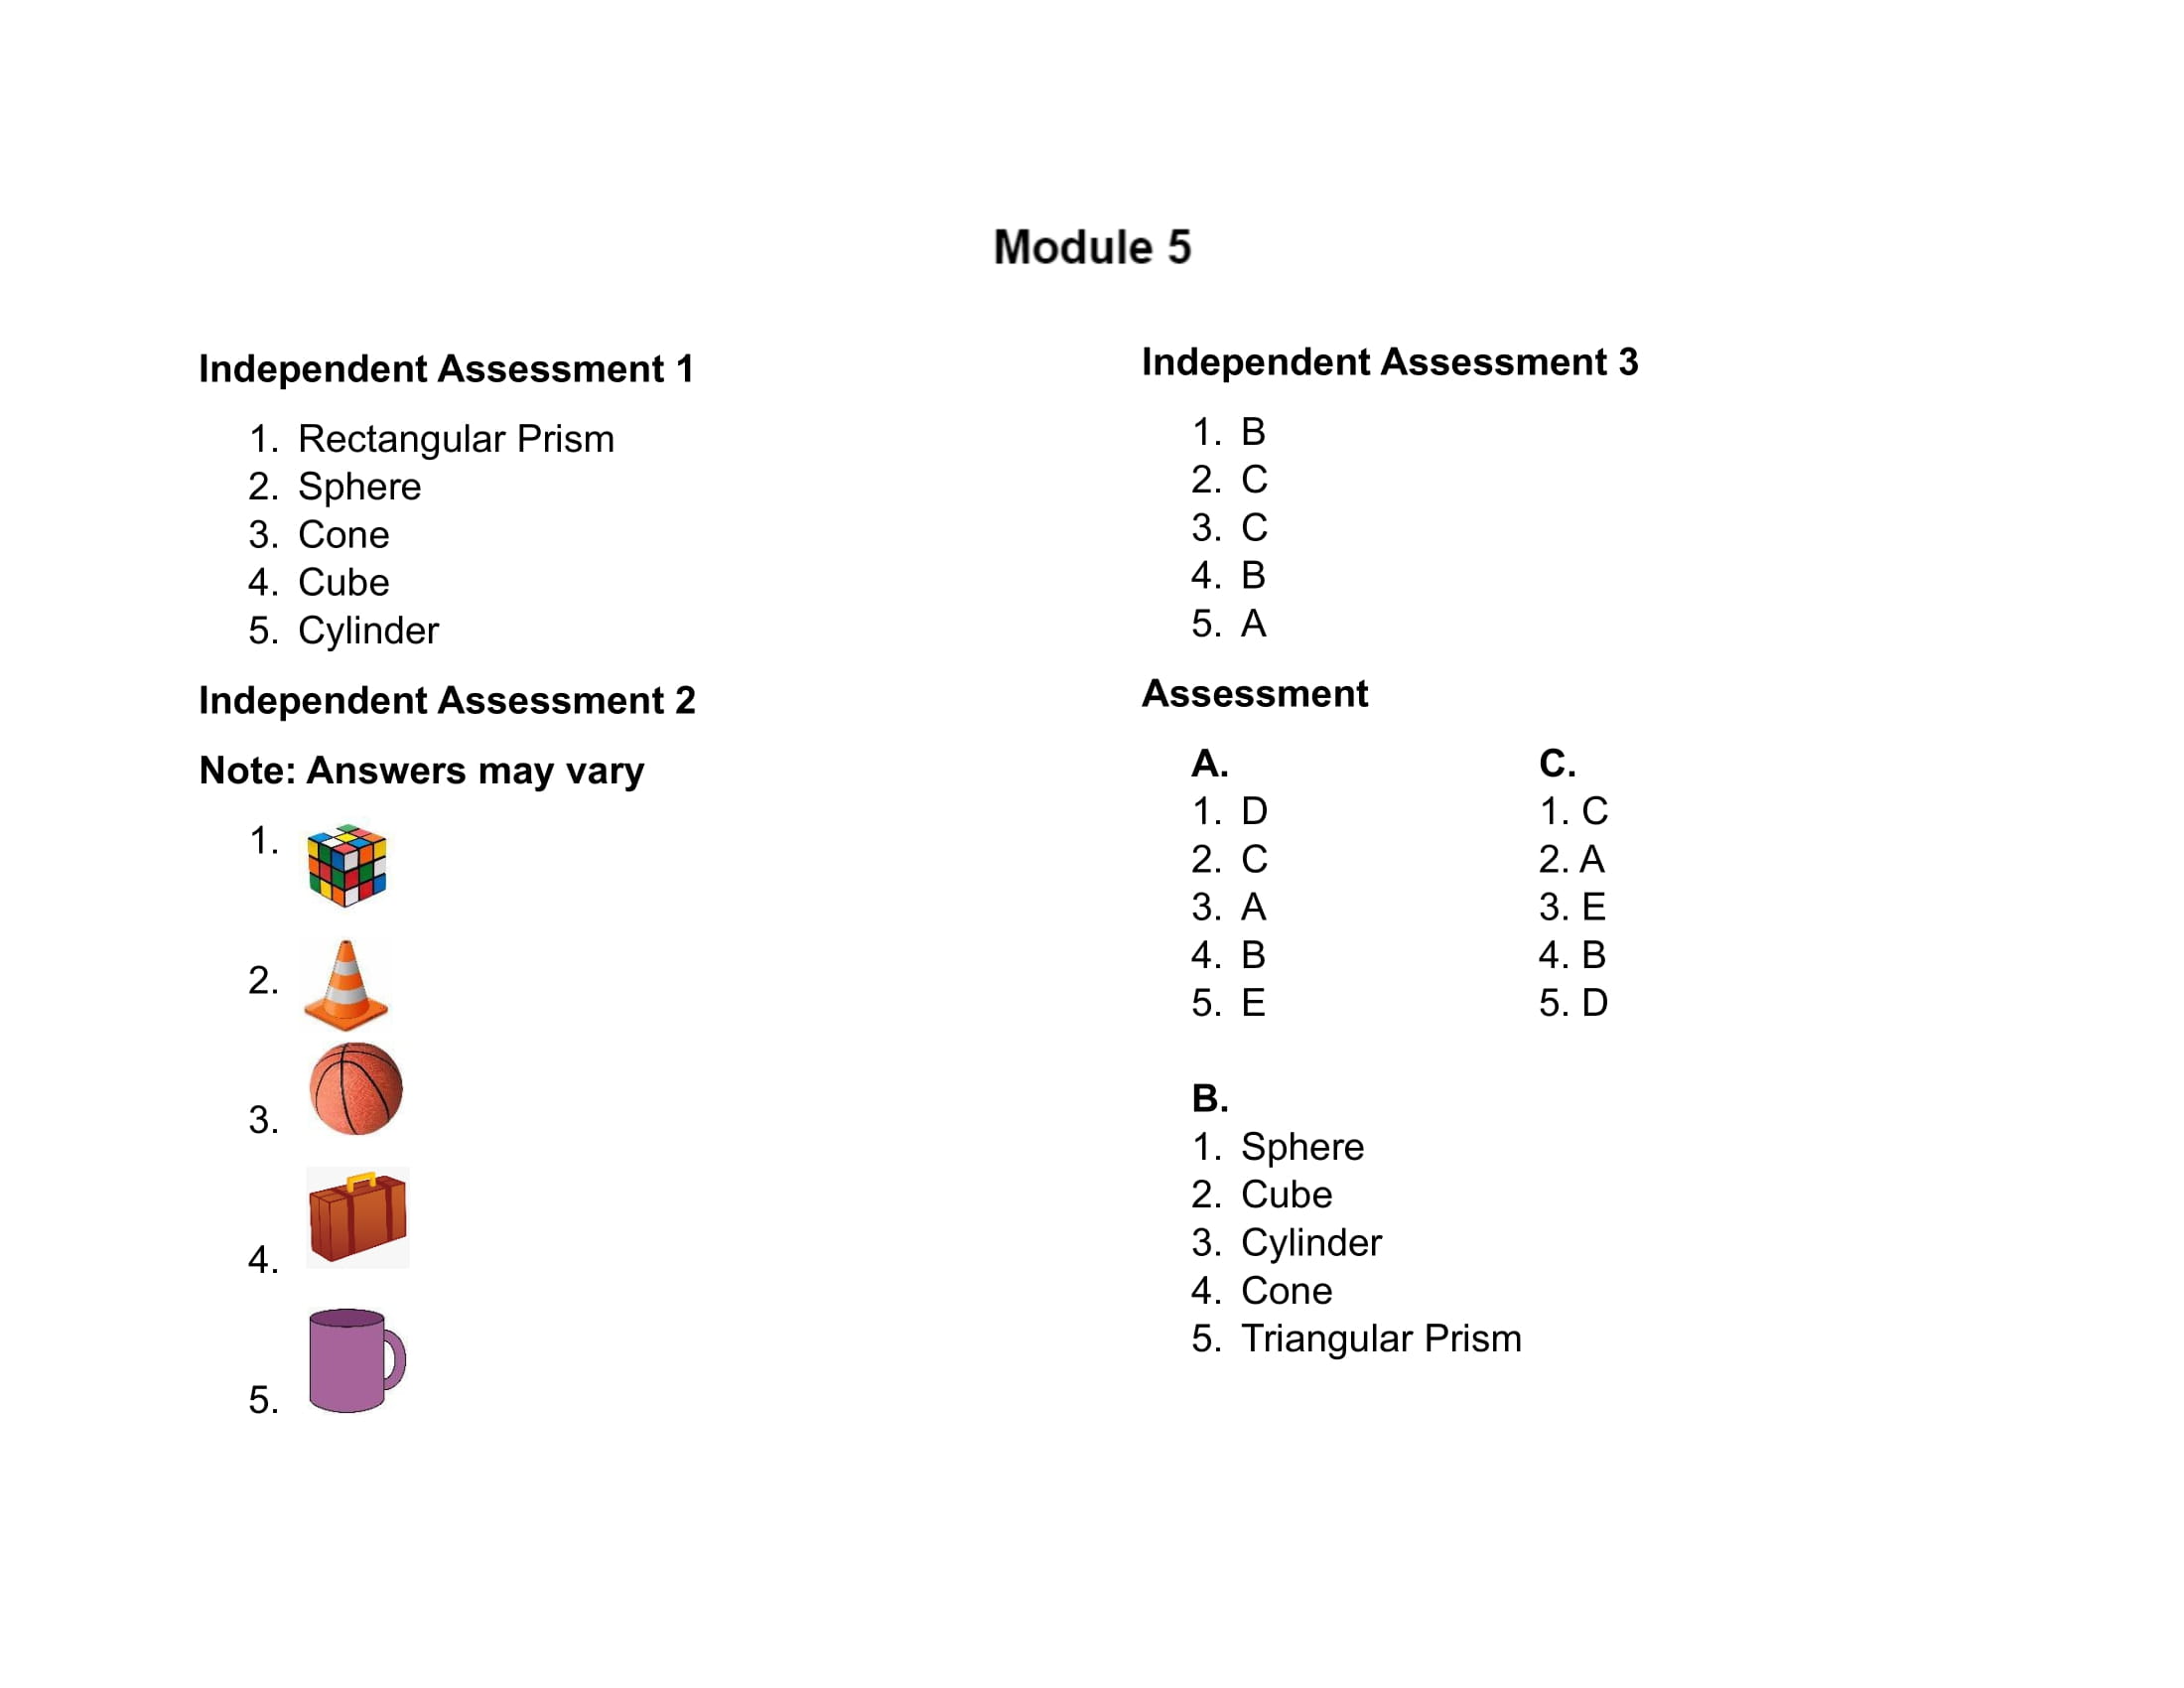 Module 5
Independent Assessment 1
1. Rectangular Prism
2. Sphere
3. Cone
4. Cube
5. Cylinder
Independent Assessment 2
Note: Answers may vary
1.
2.
3.
4.
5.
Independent Assessment 3
1. B
2. C
3. C
4. B
5. A
Assessment
A.
1. D
2. C
3. A
4. B
5. E
C.
1. C
2. A
3. E
4. B
5. D
B.
1. Sphere
2. Cube
3. Cylinder
4. Cone
5. Triangular Prism